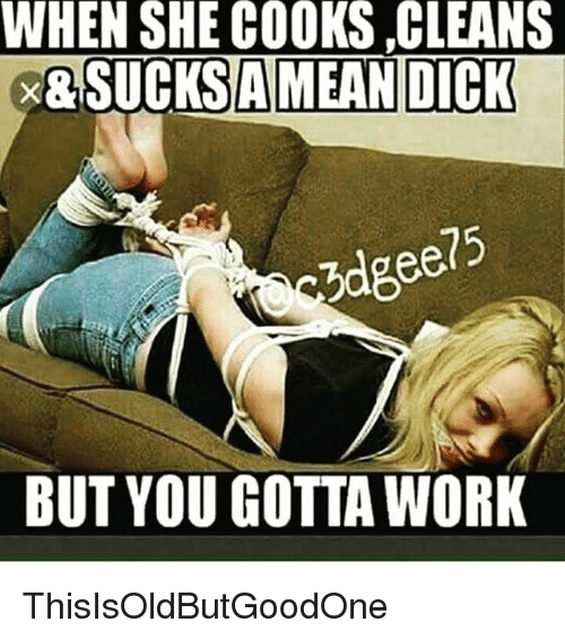 WHEN SHE COOKS ,CLEANS
x& SUCKS A MEAN DICK
@c3dgee75
BUT YOU GOTTA WORK
ThisIsOldButGoodOne